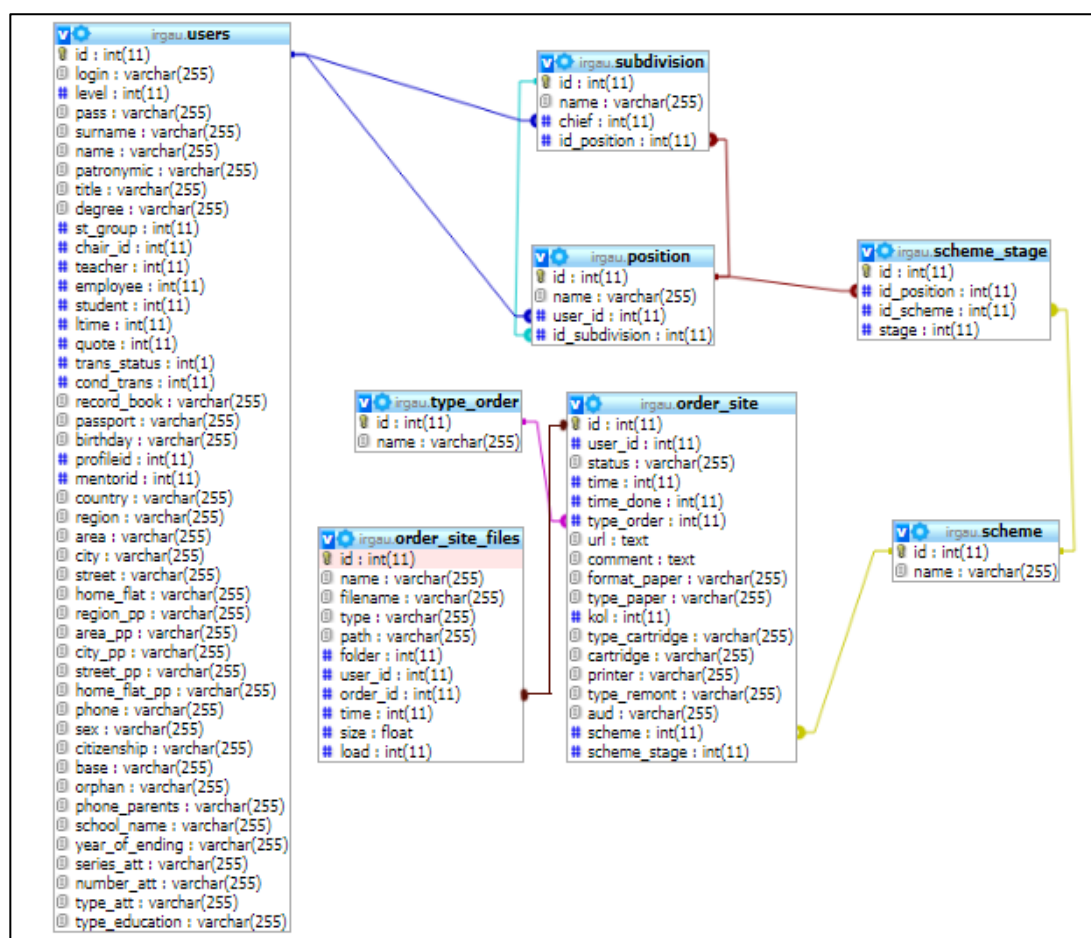 irgau.users
id : int(11)
login : varchar(255)
level : int(11)
pass : varchar(255)
surname : varchar(255)
name : varchar(255)
patronymic : varchar(255)
title : varchar(255)
degree : varchar(255)
st_group : int(11)
chair_id : int(11)
teacher : int(11)
employee : int(11)
student : int(11)
ltime : int(11)
quote : int(11)
trans_status : int(1)
cond_trans : int(11)
record_book : varchar(255)
passport : varchar(255)
birthday : varchar(255)
profileid : int(11)
mentorid : int(11)
country : varchar(255)
region : varchar(255)
area : varchar(255)
city : varchar(255)
street : varchar(255)
home_flat : varchar(255)
region_pp : varchar(255)
area_pp : varchar(255)
city_pp : varchar(255)
street_pp : varchar(255)
home_flat_pp : varchar(255)
phone : varchar(255)
sex : varchar(255)
citizenship : varchar(255)
base : varchar(255)
orphan : varchar(255)
phone_parents : varchar(255)
school_name : varchar(255)
year_of_ending : varchar(255)
series_att : varchar(255)
number_att : varchar(255)
type_att : varchar(255)
type_education : varchar(255)
irgau.subdivision
id : int(11)
name : varchar(255)
chief : int(11)
id_position : int(11)
irgau.position
id : int(11)
name : varchar(255)
user_id : int(11)
id_subdivision : int(11)
irgau.scheme_stage
id : int(11)
id_position : int(11)
id_scheme : int(11)
stage : int(11)
irgau.type_order
id : int(11)
name : varchar(255)
irgau.order_site
id : int(11)
user_id : int(11)
status : varchar(255)
time : int(11)
time_done : int(11)
type_order : int(11)
url : text
comment : text
format_paper : varchar(255)
type_paper : varchar(255)
kol : int(11)
type_cartridge : varchar(255)
cartridge : varchar(255)
printer : varchar(255)
type_remont : varchar(255)
aud : varchar(255)
scheme : int(11)
scheme_stage : int(11)
irgau.order_site_files
id : int(11)
name : varchar(255)
filename : varchar(255)
type : varchar(255)
path : varchar(255)
folder : int(11)
user_id : int(11)
order_id : int(11)
time : int(11)
size : float
load : int(11)
irgau.scheme
id : int(11)
name : varchar(255)